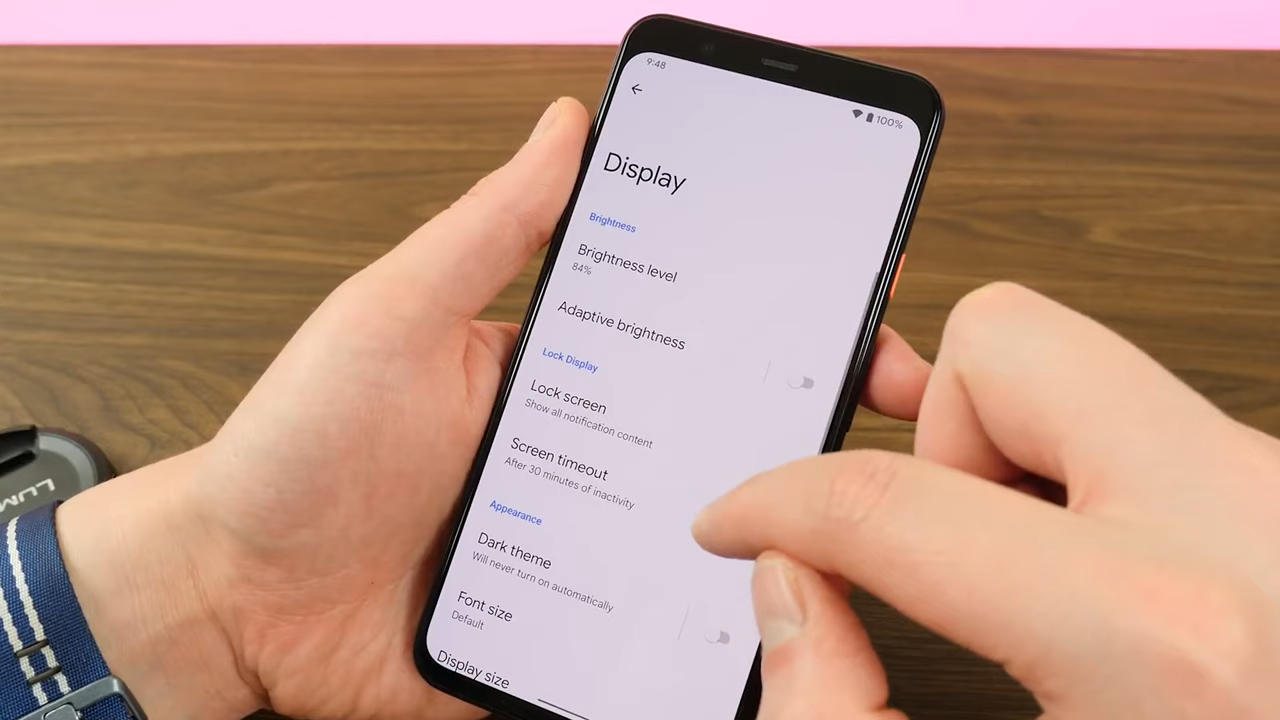 9:48
100%
Display
Brightness
Brightness level
84%
Adaptive brightness
Lock Display
Lock screen
Show all notification content
Screen timeout
After 30 minutes of inactivity
Appearance
Dark theme
Will never turn on automatically
Font size
Default
Display size
LUM